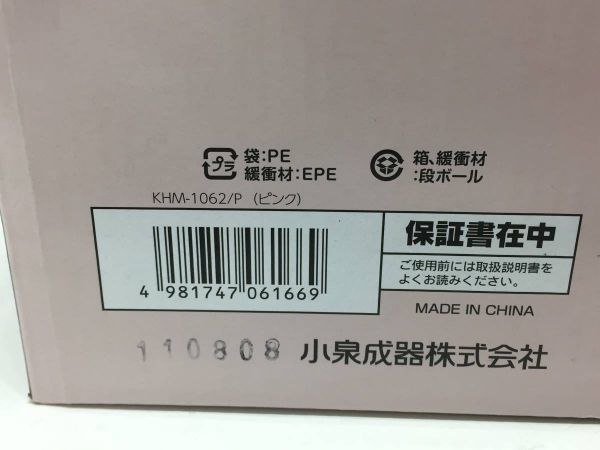 プラ
袋:PE
緩衝材:EPE
箱、緩衝材
:段ボール
KHM-1062/P (ピンク)
4 981747 061669
保証書在中
ご使用前には取扱説明書を
よくお読みください。
MADE IN CHINA
110808
小泉成器株式会社